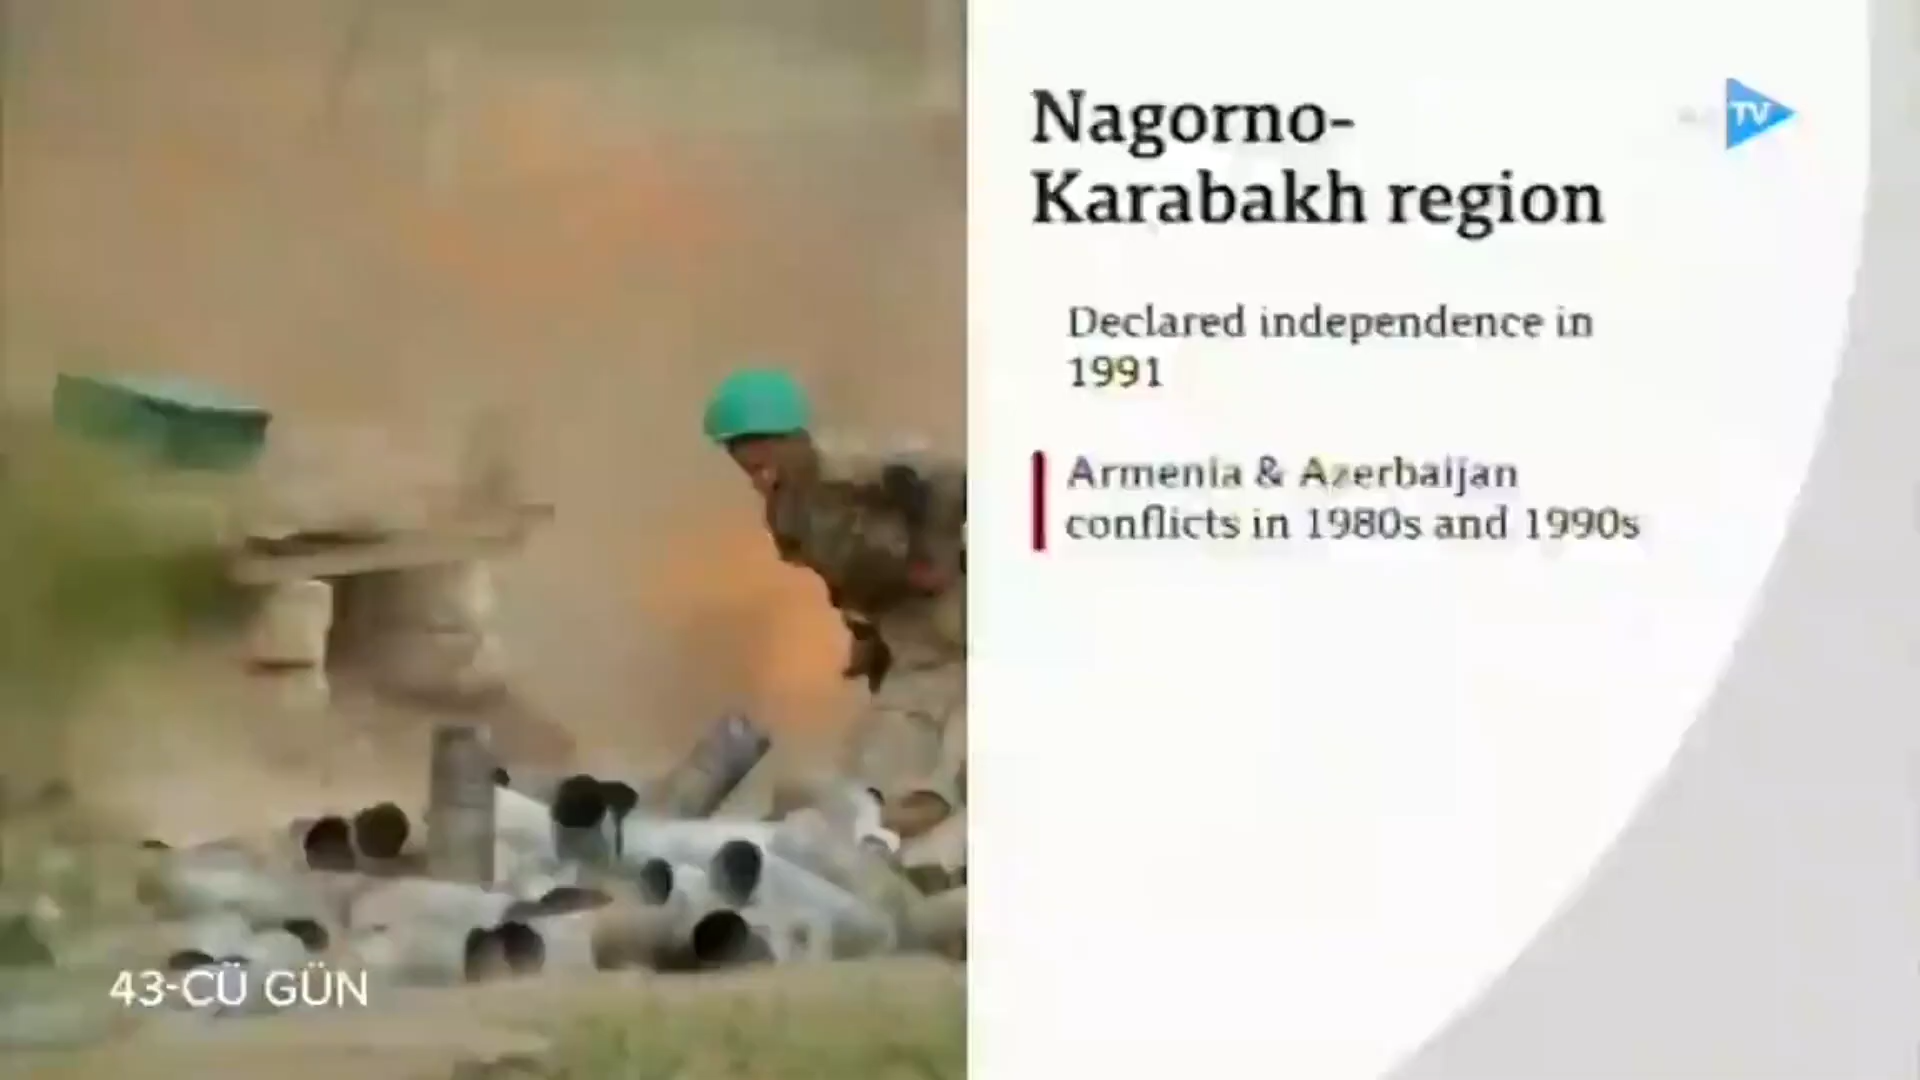 Nagorno-
Karabakh region
TV
Declared independence in
1991
Armenia & Azerbaijan
conflicts in 1980s and 1990s
43-CÜ GÜN